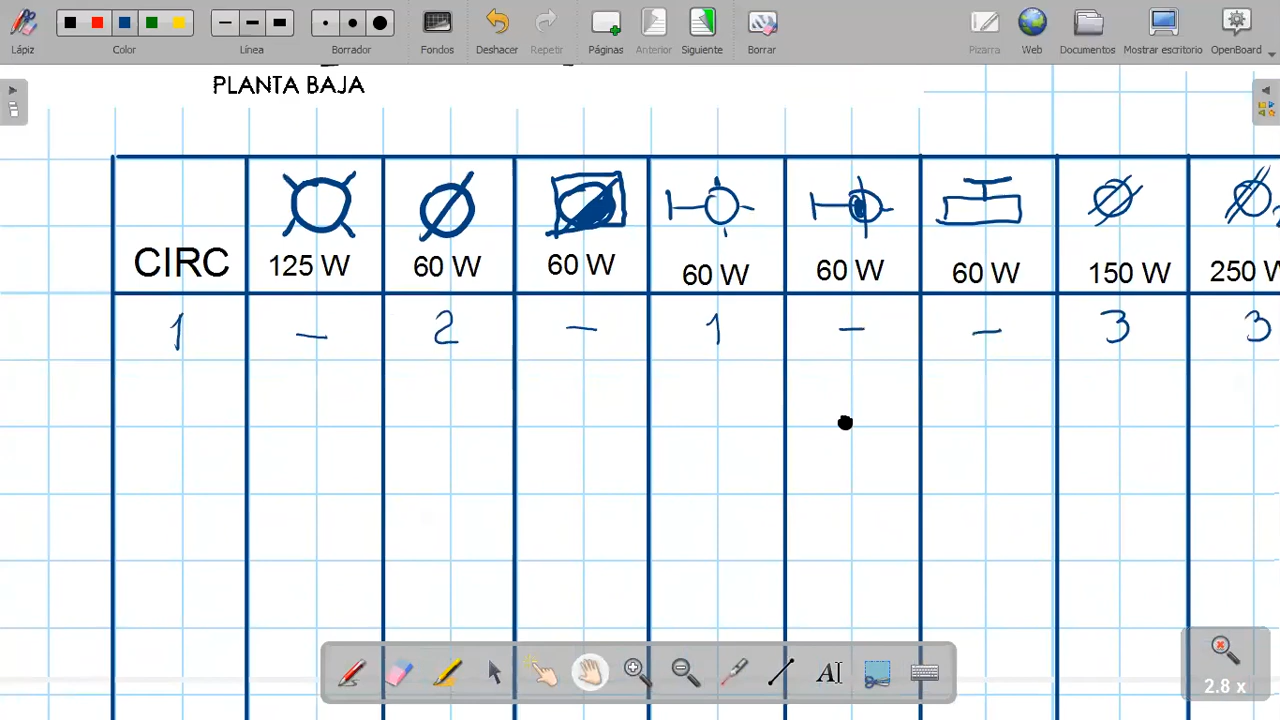 Lápiz Color Línea Borrador Fondos Deshacer Repetir Páginas Anterior Siguiente Borrar Pizarra Web Documentos Mostrar escritorio OpenBoard
PLANTA BAJA
CIRC 125 W 60 W 60 W 60 W 60 W 60 W 150 W 250 W
1 - 2 - 1 - - 3 3
2.8 x